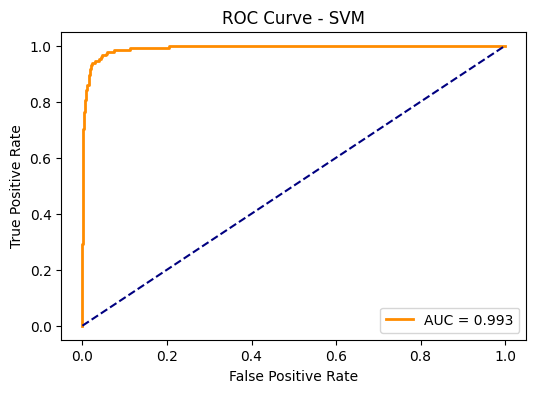 ROC Curve - SVM
True Positive Rate
1.0
0.8
0.6
0.4
0.2
0.0
AUC = 0.993
0.0 0.2 0.4 0.6 0.8 1.0
False Positive Rate